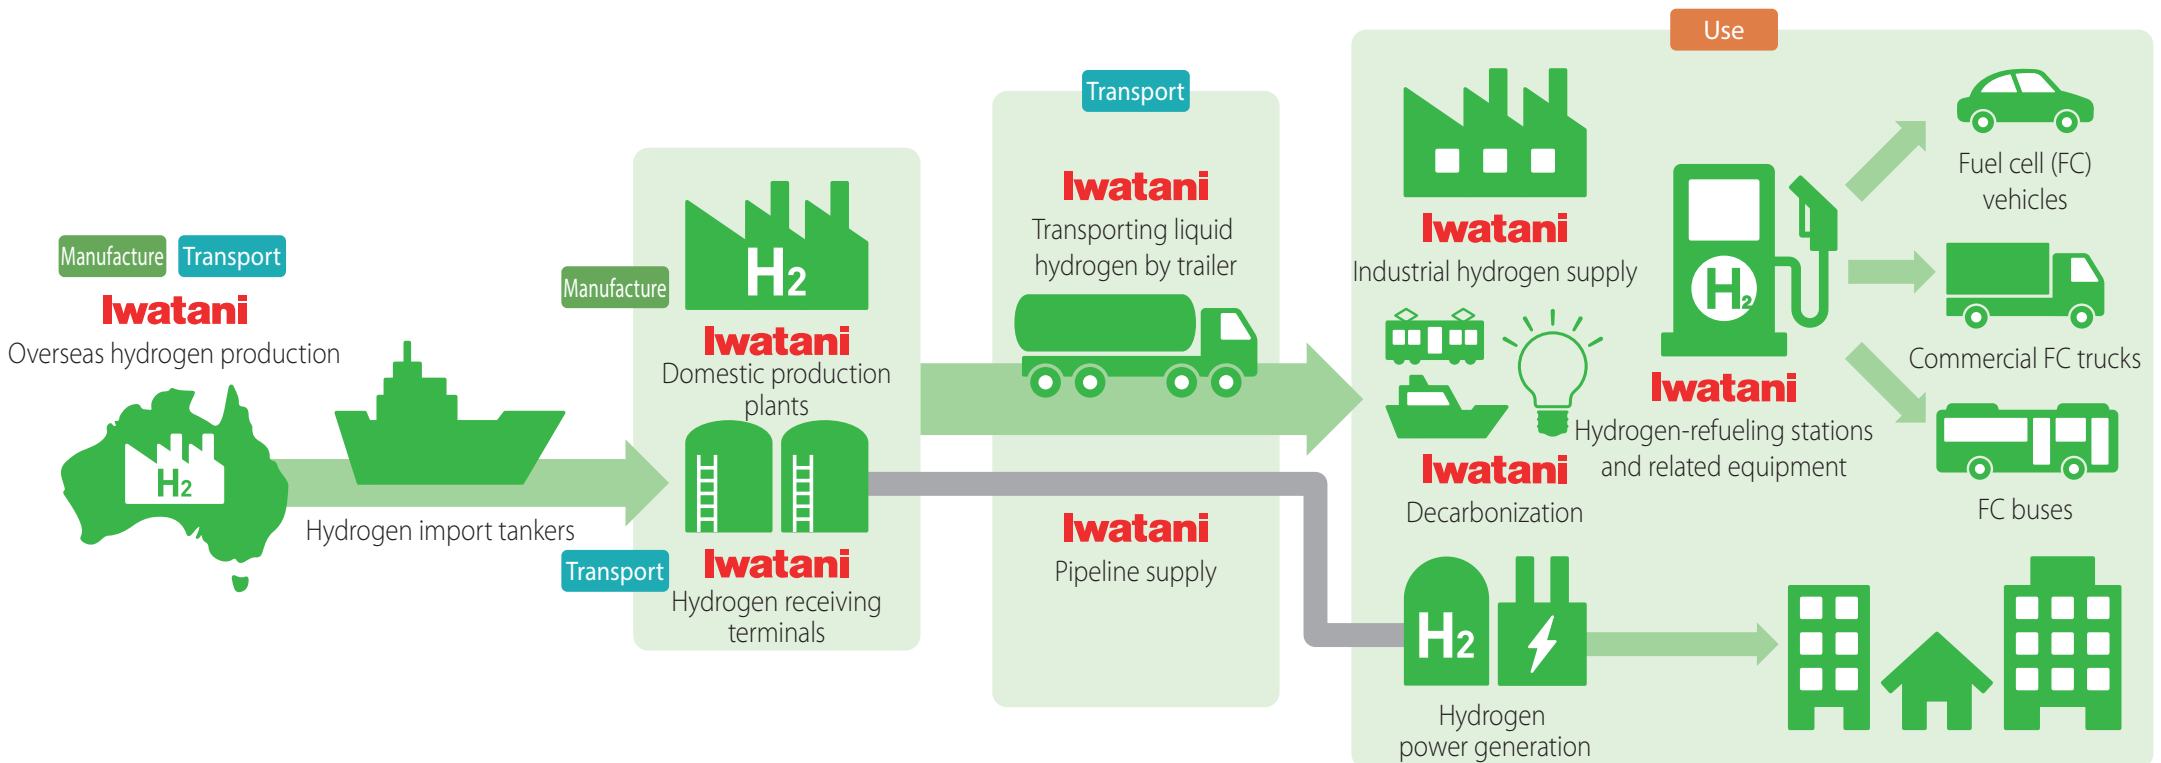 Manufacture
Transport
Iwatani
Overseas hydrogen production
H2
Hydrogen import tankers
Manufacture
H2
Iwatani
Domestic production
plants
Transport
Iwatani
Hydrogen receiving
terminals
Transport
Iwatani
Transporting liquid
hydrogen by trailer
Iwatani
Pipeline supply
Use
Iwatani
Industrial hydrogen supply
Iwatani
Decarbonization
H2
Iwatani
Hydrogen-refueling stations
and related equipment
Fuel cell (FC)
vehicles
Commercial FC trucks
FC buses
H2
Hydrogen
power generation